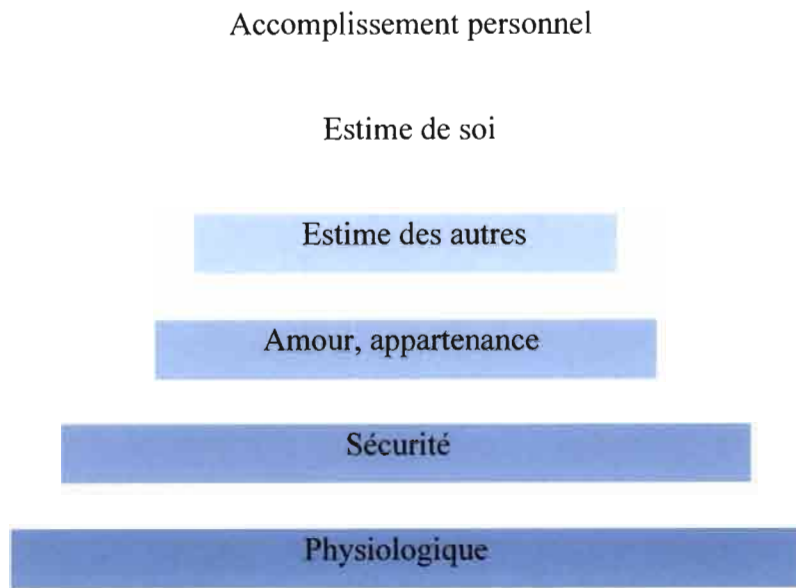 Accomplissement personnel
Estime de soi
Estime des autres
Amour, appartenance
Sécurité
Physiologique